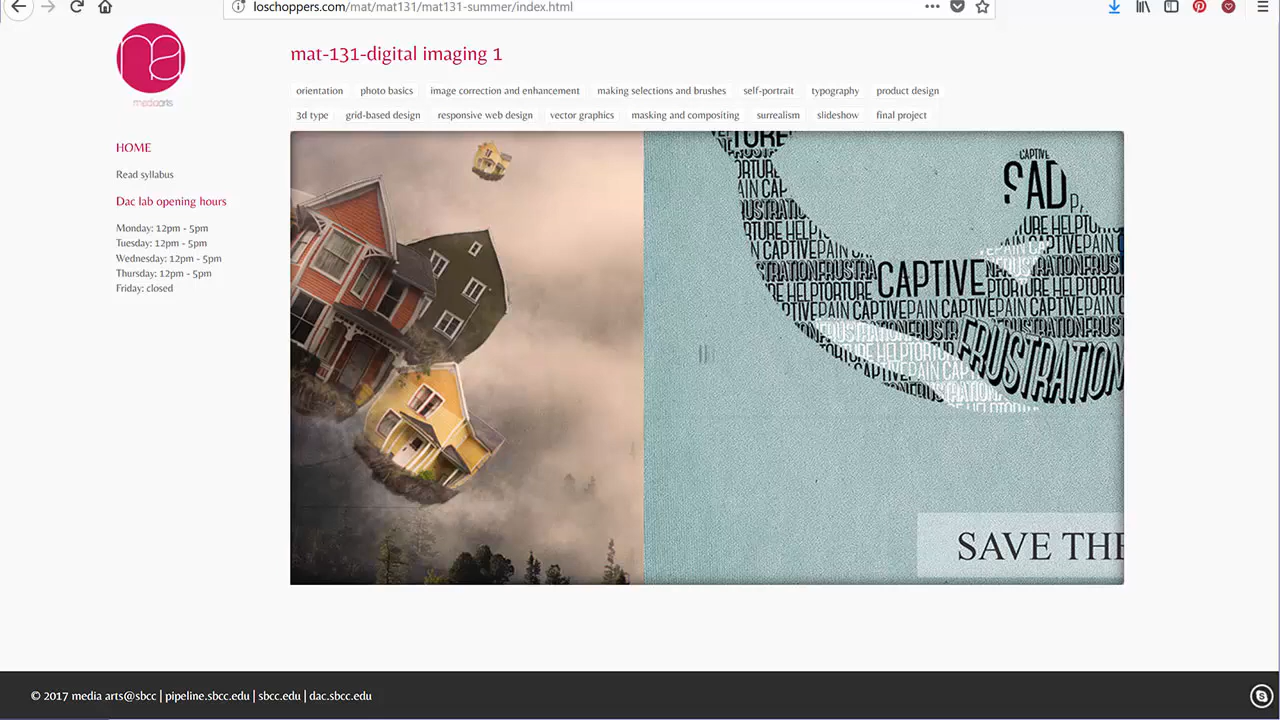 loschoppers.com/mat/mat131/mat131-summer/index.html
mediaarts
mat-131-digital imaging 1
orientation photo basics image correction and enhancement making selections and brushes self-portrait typography product design
3d type grid-based design responsive web design vector graphics masking and compositing surrealism slideshow final project
HOME
Read syllabus
Dac lab opening hours
Monday: 12pm - 5pm
Tuesday: 12pm - 5pm
Wednesday: 12pm - 5pm
Thursday: 12pm - 5pm
Friday: closed
CAPTIVE
SAD
CAPTIVE
FRUSTRATION
SAVE THE
© 2017 media arts@sbcc | pipeline.sbcc.edu | sbcc.edu | dac.sbcc.edu